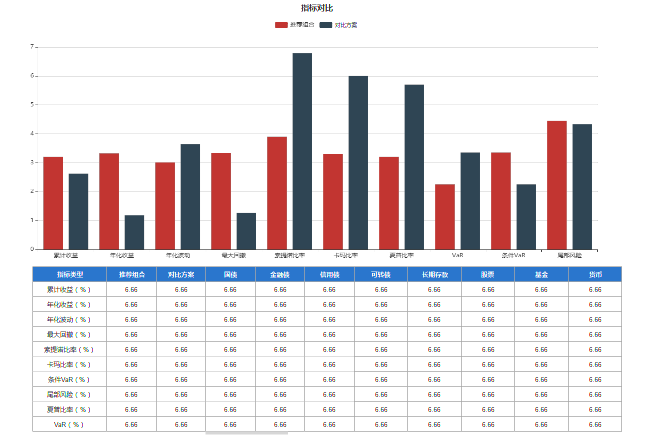 指标对比
推荐组合 对比方案
7
6
5
4
3
2
1
0
累计收益 年化收益 年化波动 最大回撤 索提诺比率 卡玛比率 夏普比率 VaR 条件VaR 尾部风险
指标类型 推荐组合 对比方案 国债 金融债 信用债 可转债 长期存款 股票 基金 货币
累计收益（%） 6.66 6.66 6.66 6.66 6.66 6.66 6.66 6.66 6.66 6.66
年化收益（%） 6.66 6.66 6.66 6.66 6.66 6.66 6.66 6.66 6.66 6.66
年化波动（%） 6.66 6.66 6.66 6.66 6.66 6.66 6.66 6.66 6.66 6.66
最大回撤（%） 6.66 6.66 6.66 6.66 6.66 6.66 6.66 6.66 6.66 6.66
索提诺比率（%） 6.66 6.66 6.66 6.66 6.66 6.66 6.66 6.66 6.66 6.66
卡玛比率（%） 6.66 6.66 6.66 6.66 6.66 6.66 6.66 6.66 6.66 6.66
条件VaR（%） 6.66 6.66 6.66 6.66 6.66 6.66 6.66 6.66 6.66 6.66
尾部风险（%） 6.66 6.66 6.66 6.66 6.66 6.66 6.66 6.66 6.66 6.66
夏普比率（%） 6.66 6.66 6.66 6.66 6.66 6.66 6.66 6.66 6.66 6.66
VaR（%） 6.66 6.66 6.66 6.66 6.66 6.66 6.66 6.66 6.66 6.66